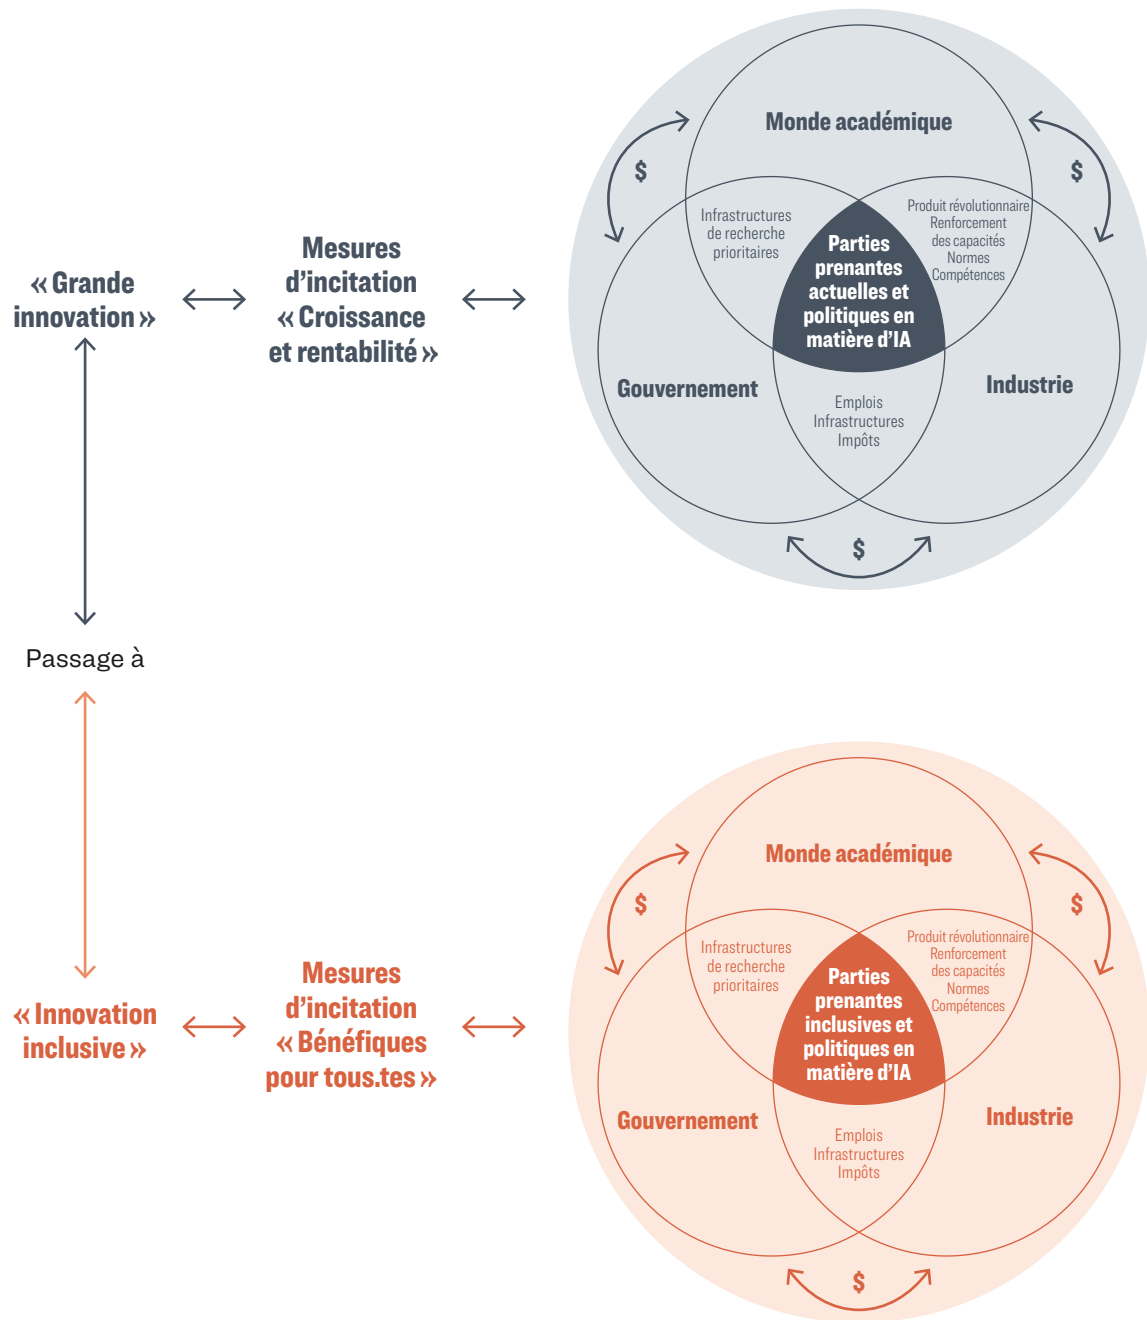 Monde académique
$
$
Infrastructures
de recherche
prioritaires
Produit révolutionnaire
Renforcement
des capacités
Normes
Compétences
« Grande
innovation »
Mesures
d’incitation
« Croissance
et rentabilité »
Parties
prenantes
actuelles et
politiques en
matière d’IA
Gouvernement
Industrie
Emplois
Infrastructures
Impôts
$
Passage à
Monde académique
$
$
Infrastructures
de recherche
prioritaires
Produit révolutionnaire
Renforcement
des capacités
Normes
Compétences
« Innovation
inclusive »
Mesures
d’incitation
« Bénéfiques
pour tous.tes »
Parties
prenantes
inclusives et
politiques en
matière d’IA
Gouvernement
Industrie
Emplois
Infrastructures
Impôts
$